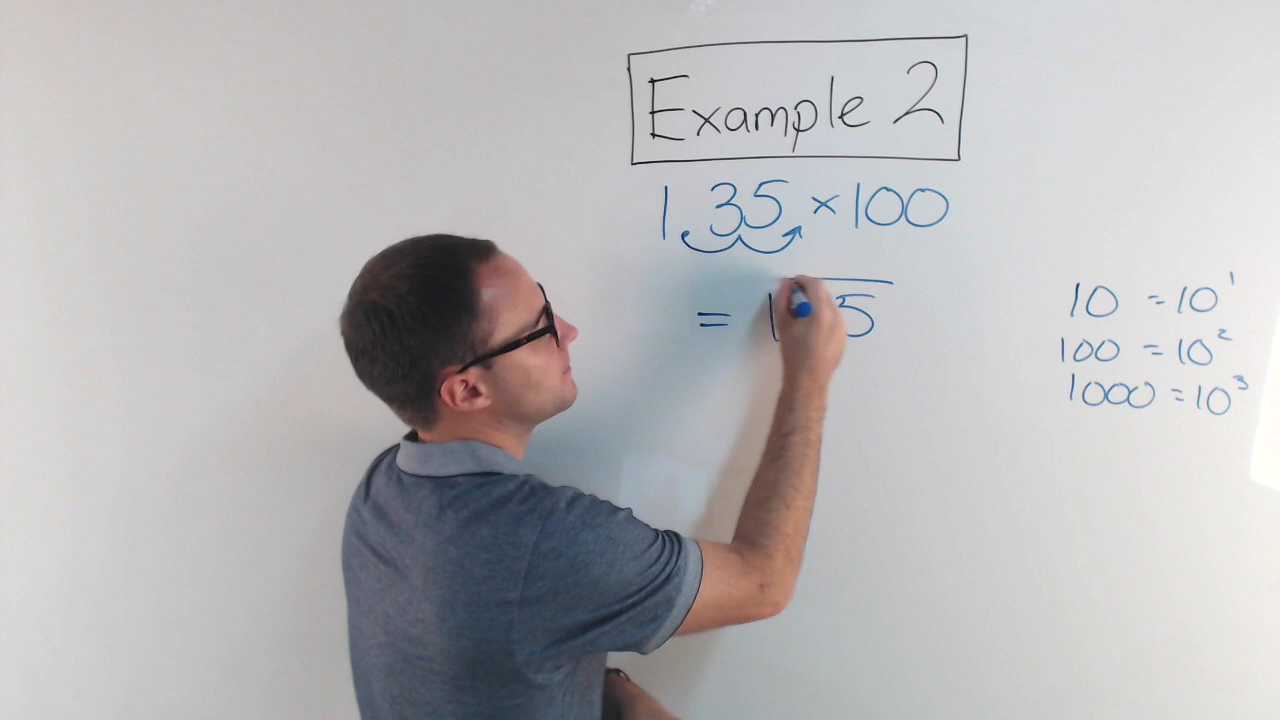 Example 2
1.35 × 100
= 1 5
10 = 10¹
100 = 10²
1000 = 10³